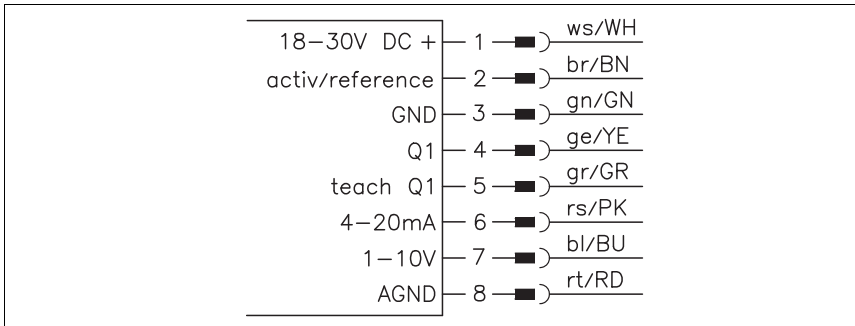 18-30V DC + 1 ws/WH
activ/reference 2 br/BN
GND 3 gn/GN
Q1 4 ge/YE
teach Q1 5 gr/GR
4-20mA 6 rs/PK
1-10V 7 bl/BU
AGND 8 rt/RD